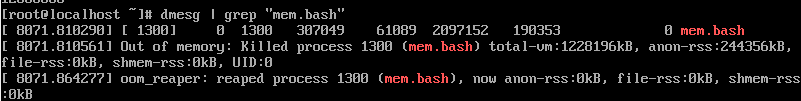 [root@localhost ~]# dmesg | grep "mem.bash"
[ 8071.810290] [ 1300] 0 1300 307049 61089 2097152 190353 0 mem.bash
[ 8071.810561] Out of memory: Killed process 1300 (mem.bash) total-vm:1228196kB, anon-rss:244356kB,
file-rss:0kB, shmem-rss:0kB, UID:0
[ 8071.864277] oom_reaper: reaped process 1300 (mem.bash), now anon-rss:0kB, file-rss:0kB, shmem-rss
:0kB